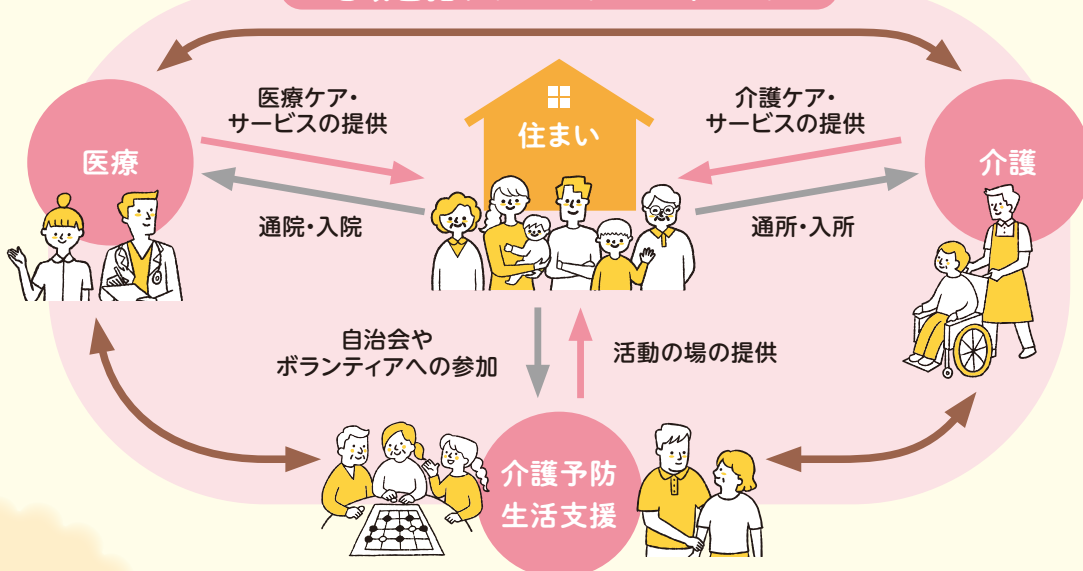 医療ケア・
サービスの提供
介護ケア・
サービスの提供
住まい
医療
介護
通院・入院
通所・入所
自治会や
ボランティアへの参加
活動の場の提供
介護予防
生活支援